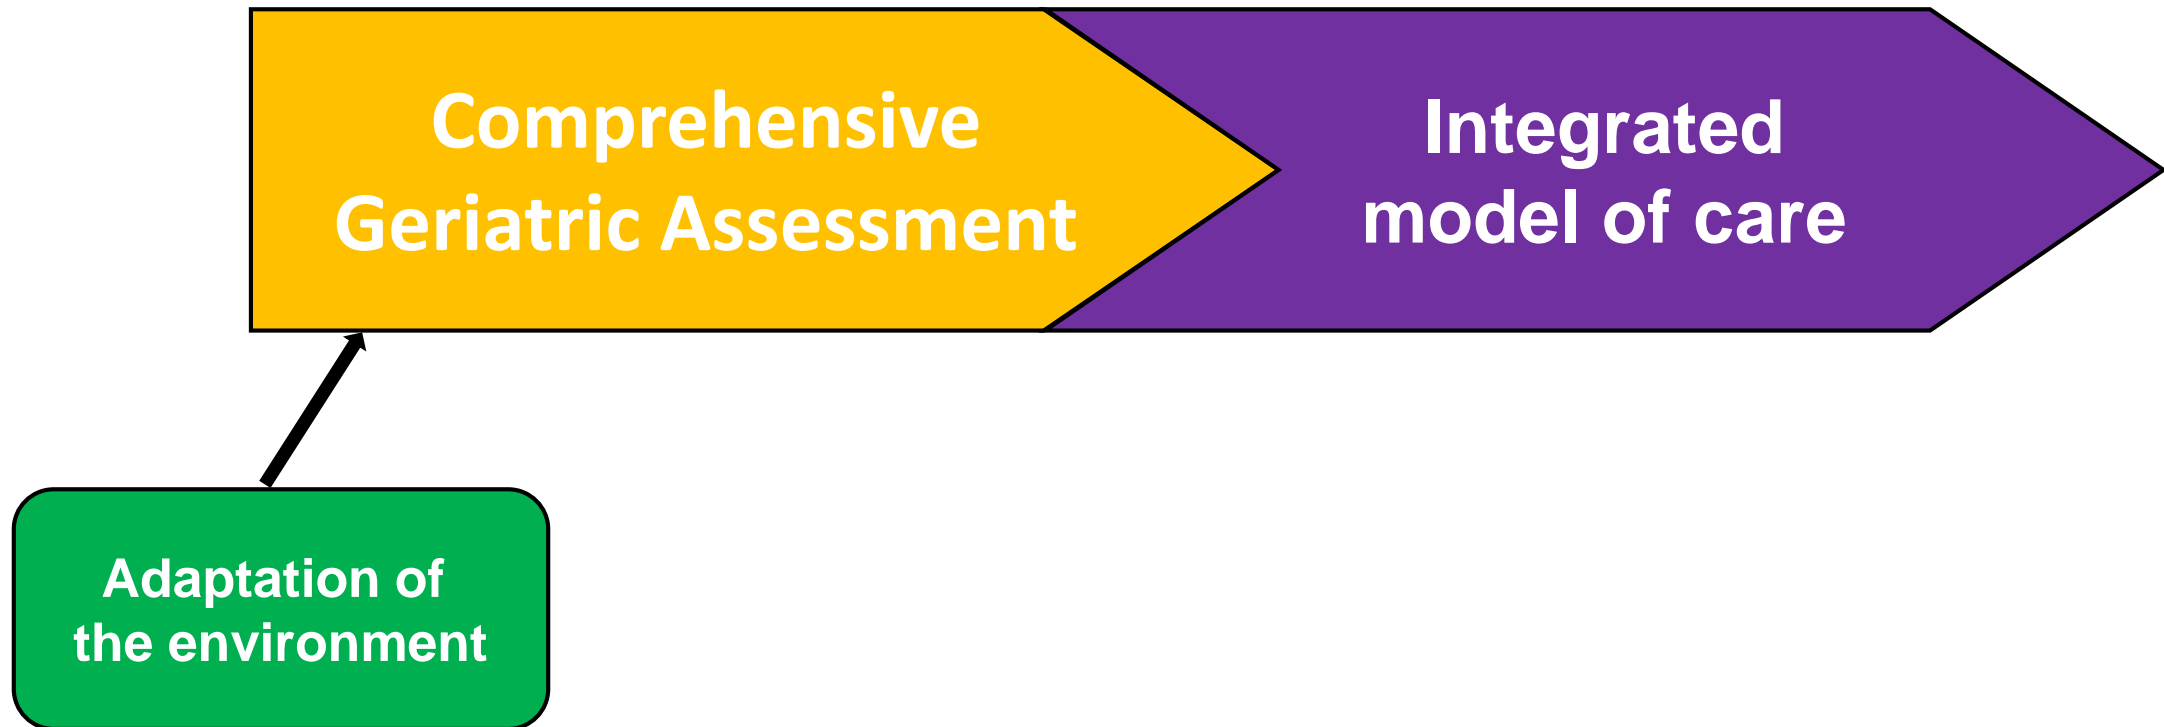 Comprehensive
Geriatric Assessment
Integrated
model of care
Adaptation of
the environment